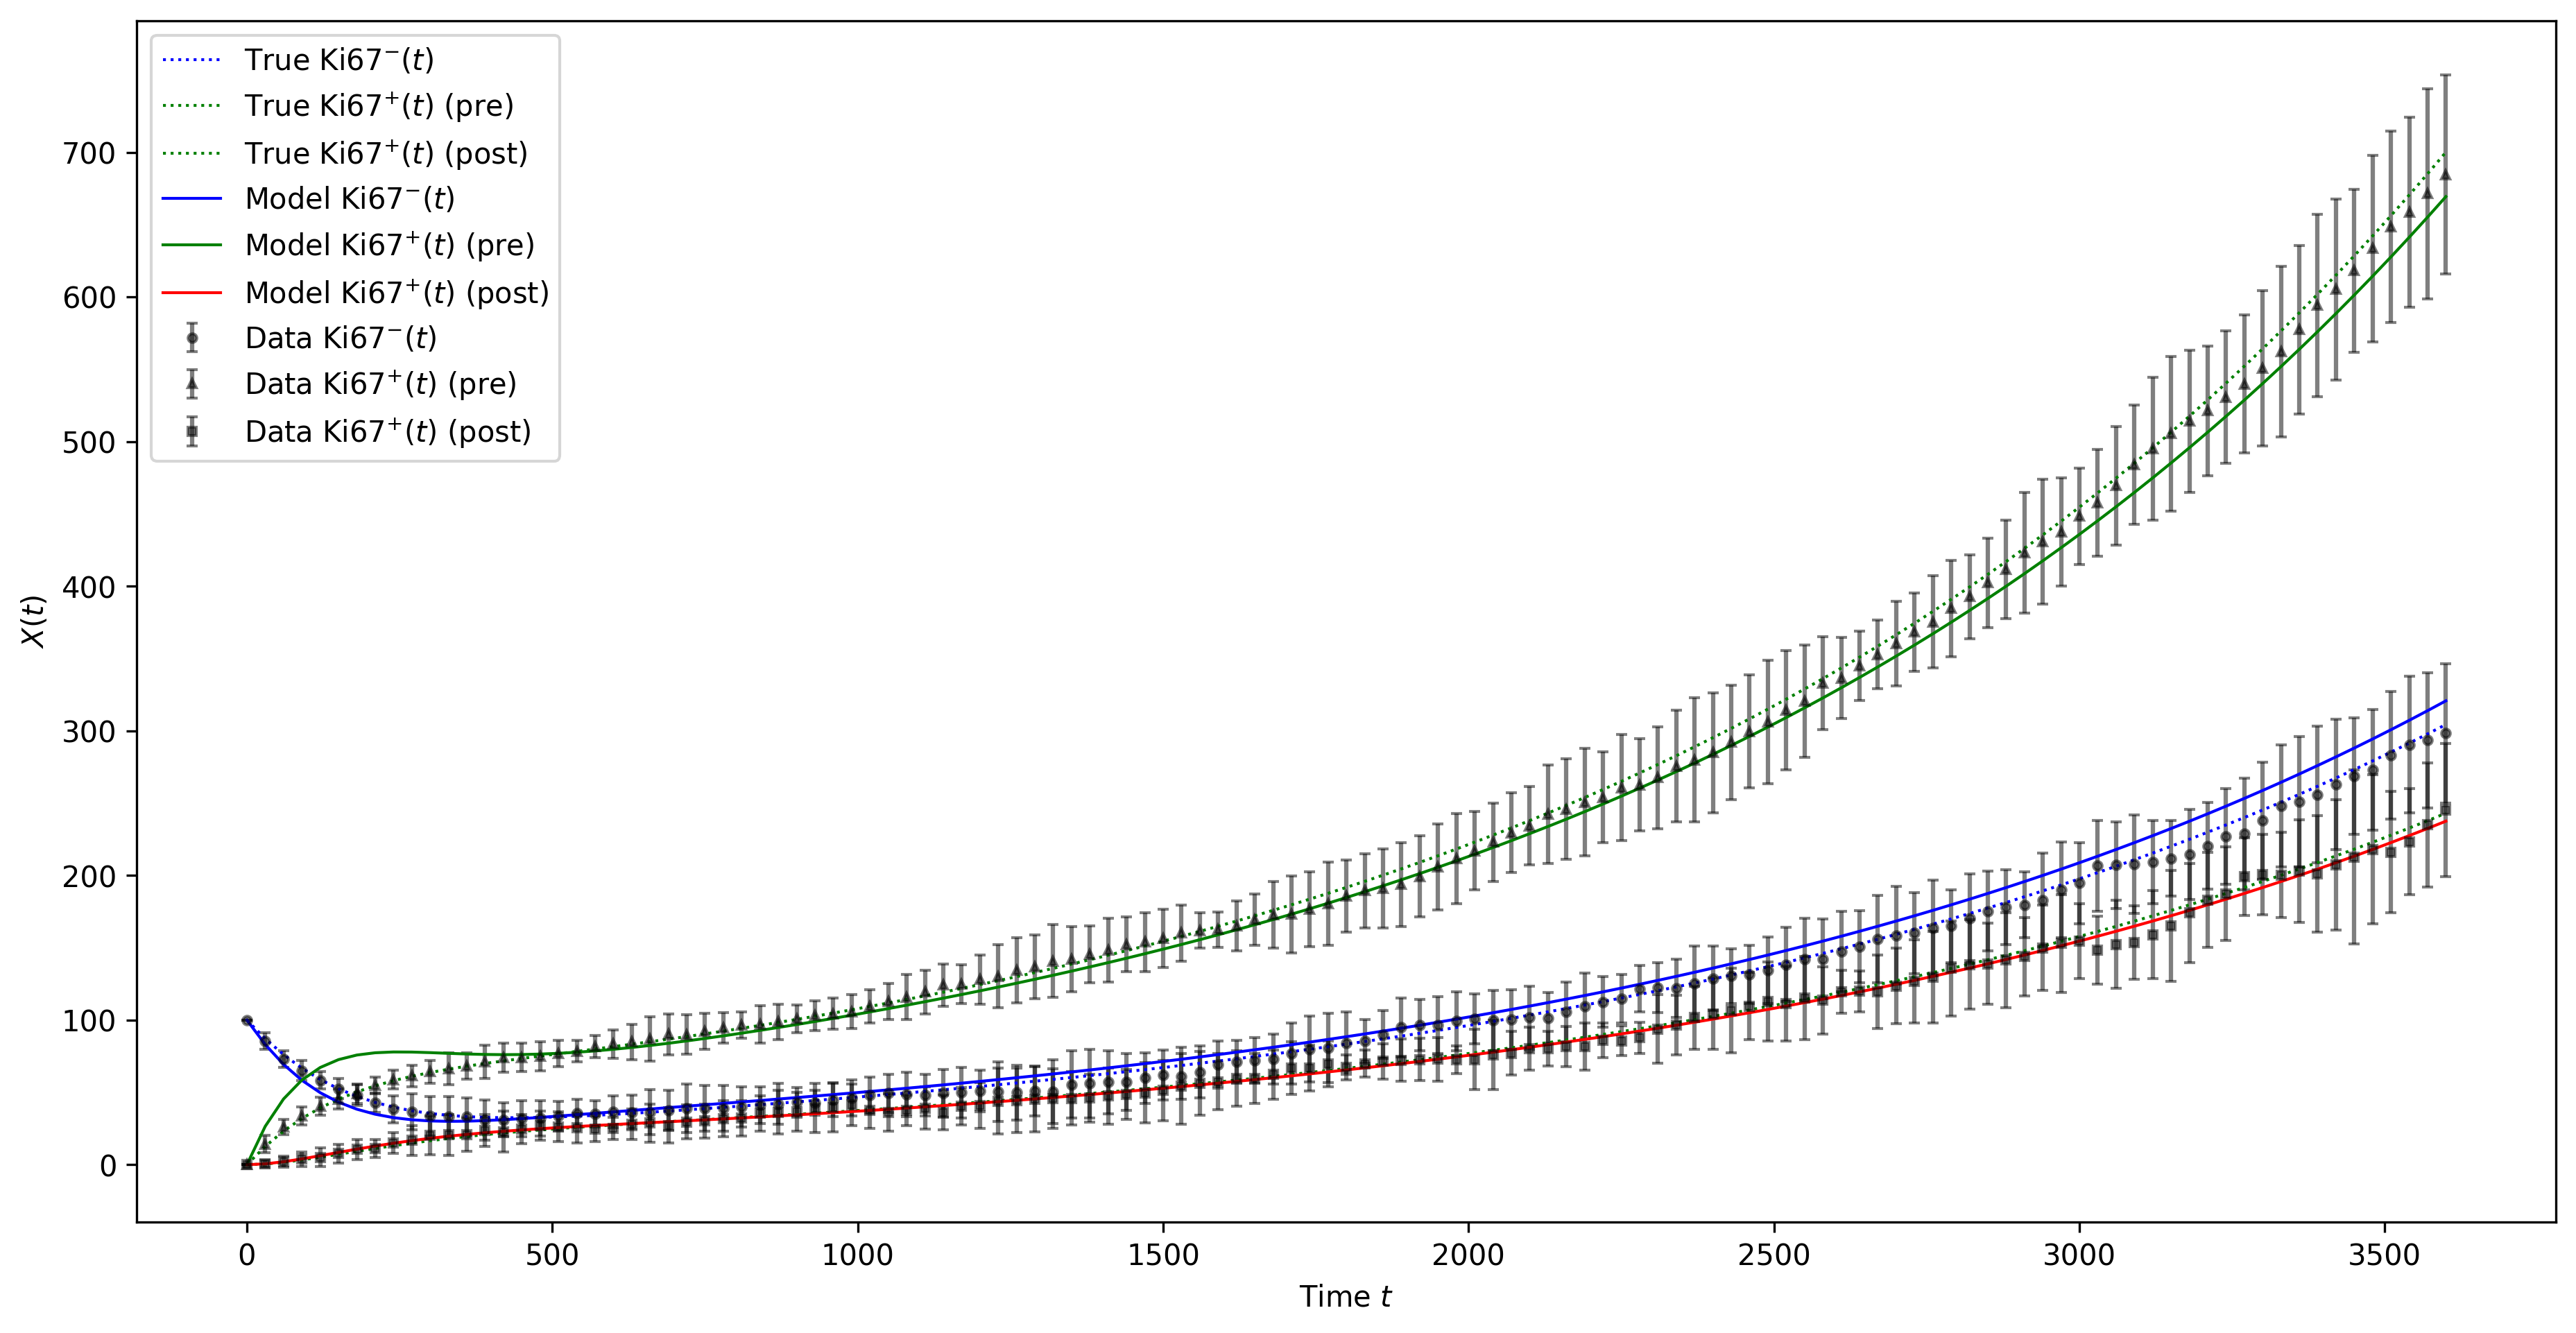 True Ki67⁻(t)
True Ki67⁺(t) (pre)
True Ki67⁺(t) (post)
Model Ki67⁻(t)
Model Ki67⁺(t) (pre)
Model Ki67⁺(t) (post)
Data Ki67⁻(t)
Data Ki67⁺(t) (pre)
Data Ki67⁺(t) (post)
700
600
500
400
300
200
100
0
X(t)
0 500 1000 1500 2000 2500 3000 3500
Time t